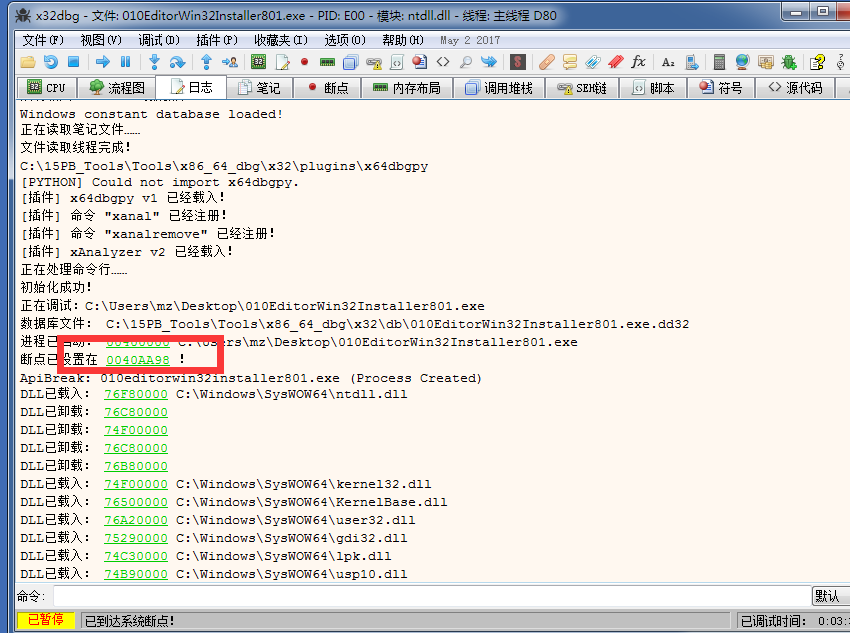 x32dbg - 文件: 010EditorWin32Installer801.exe - PID: E00 - 模块: ntdll.dll - 线程: 主线程 D80
文件(F) 视图(V) 调试(D) 插件(P) 收藏夹(I) 选项(O) 帮助(H) May 2 2017
CPU 流程图 日志 笔记 断点 内存布局 调用堆栈 SEH链 脚本 符号 源代码
Windows constant database loaded!
正在读取笔记文件……
文件读取线程完成!
C:\15PB_Tools\Tools\x86_64_dbg\x32\plugins\x64dbgpy
[PYTHON] Could not import x64dbgpy.
[插件] x64dbgpy v1 已经载入!
[插件] 命令 "xanal" 已经注册!
[插件] 命令 "xanalremove" 已经注册!
[插件] xAnalyzer v2 已经载入!
正在处理命令行……
初始化成功!
正在调试: C:\Users\mz\Desktop\010EditorWin32Installer801.exe
数据库文件: C:\15PB_Tools\Tools\x86_64_dbg\x32\db\010EditorWin32Installer801.exe.dd32
进程已启动: 00400000 C:\Users\mz\Desktop\010EditorWin32Installer801.exe
断点已设置在 0040AA98 !
ApiBreak: 010editorwin32installer801.exe (Process Created)
DLL已载入: 76F80000 C:\Windows\SysWOW64\ntdll.dll
DLL已卸载: 76C80000
DLL已卸载: 74F00000
DLL已卸载: 76C80000
DLL已卸载: 76B80000
DLL已载入: 74F00000 C:\Windows\SysWOW64\kernel32.dll
DLL已载入: 76500000 C:\Windows\SysWOW64\KernelBase.dll
DLL已载入: 76A20000 C:\Windows\SysWOW64\user32.dll
DLL已载入: 75290000 C:\Windows\SysWOW64\gdi32.dll
DLL已载入: 74C30000 C:\Windows\SysWOW64\lpk.dll
DLL已载入: 74B90000 C:\Windows\SysWOW64\usp10.dll
命令: 默认
已暂停 已到达系统断点! 已调试时间: 0:03: